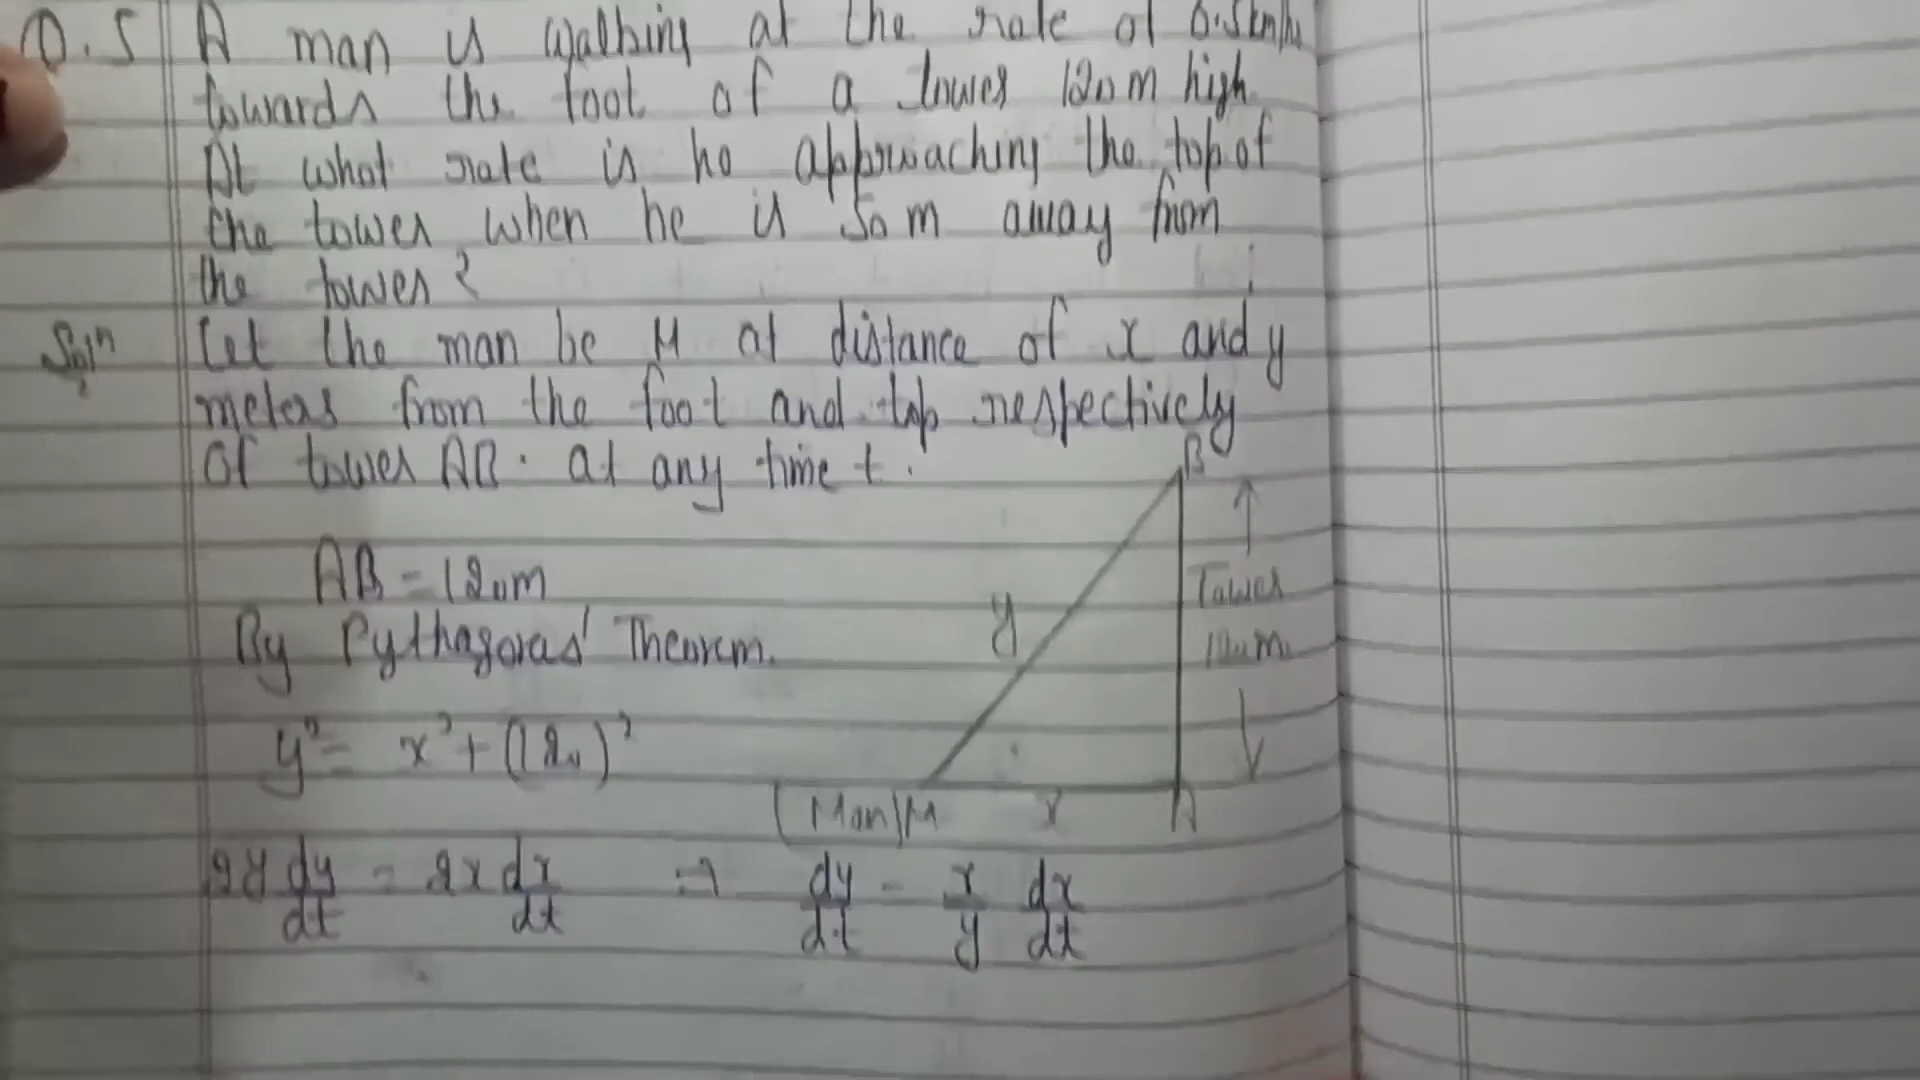 Q.5 A man is walking at the rate of 6.5km/h
towards the foot of a tower 120m high
At what rate is he approaching the top of
the tower when he is 50 m away from
the tower?
Solⁿ Let the man be M at distance of x and y
meters from the foot and top respectively
of tower AB. at any time t.
B
AB = 120m
Tower
120m
y
By Pythagoras' Theorem.
y² = x² + (120)²
(Man) M x A
2y dy/dt = 2x dx/dt ⇒ dy/dt = x/y dx/dt